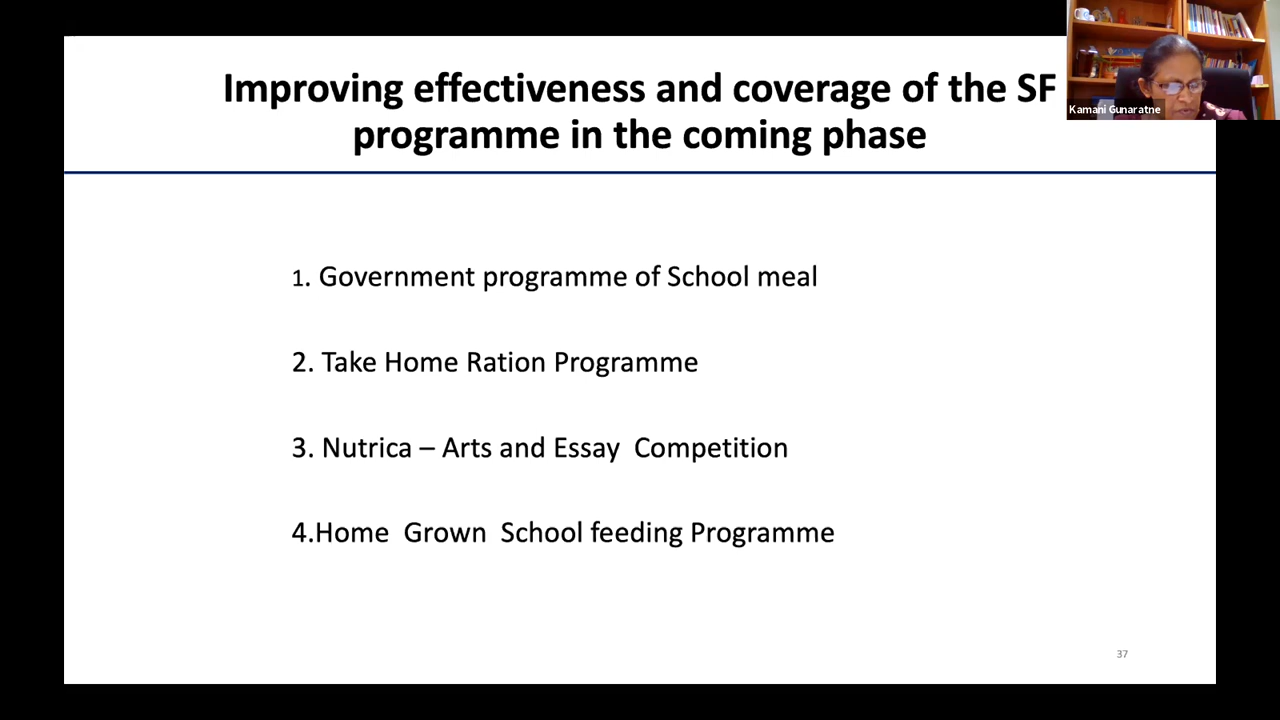 Improving effectiveness and coverage of the SF
programme in the coming phase
Kamani Gunaratne
1. Government programme of School meal
2. Take Home Ration Programme
3. Nutrica – Arts and Essay  Competition
4.Home  Grown  School feeding Programme
37